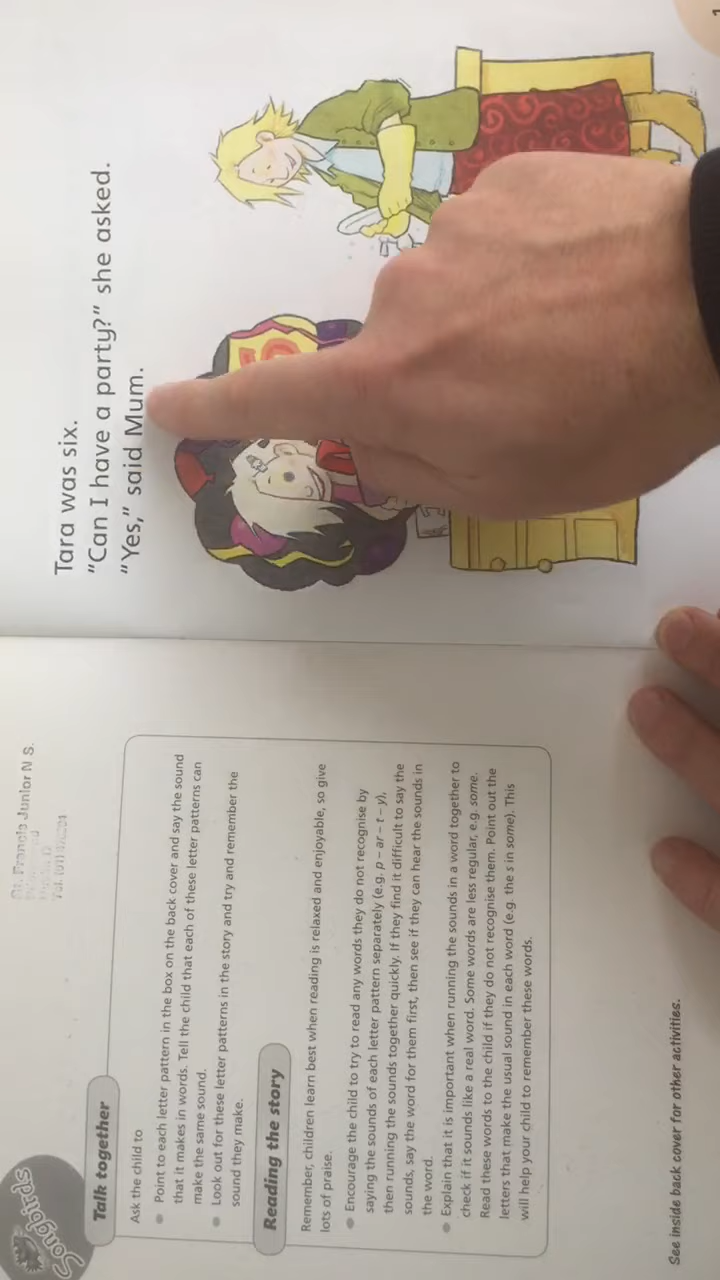 Songbirds
St. Francis Junior N S.
Talk together
Ask the child to
● Point to each letter pattern in the box on the back cover and say the sound
that it makes in words. Tell the child that each of these letter patterns can
make the same sound.
● Look out for these letter patterns in the story and try and remember the
sound they make.
Reading the story
Remember, children learn best when reading is relaxed and enjoyable, so give
lots of praise.
● Encourage the child to try to read any words they do not recognise by
saying the sounds of each letter pattern separately (e.g. p – ar – t – y),
then running the sounds together quickly. If they find it difficult to say the
sounds, say the word for them first, then see if they can hear the sounds in
the word.
● Explain that it is important when running the sounds in a word together to
check if it sounds like a real word. Some words are less regular, e.g. some.
Read these words to the child if they do not recognise them. Point out the
letters that make the usual sound in each word (e.g. the s in some). This
will help your child to remember these words.
See inside back cover for other activities.
Tara was six.
"Can I have a party?" she asked.
"Yes," said Mum.
1